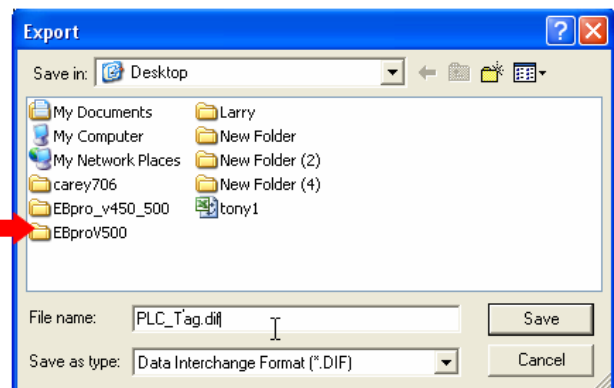 Export
Save in: Desktop
My Documents
My Computer
My Network Places
carey706
EBpro_v450_500
EBproV500
Larry
New Folder
New Folder (2)
New Folder (4)
tony1
File name: PLC_Tag.dif
Save
Save as type: Data Interchange Format (*.DIF)
Cancel